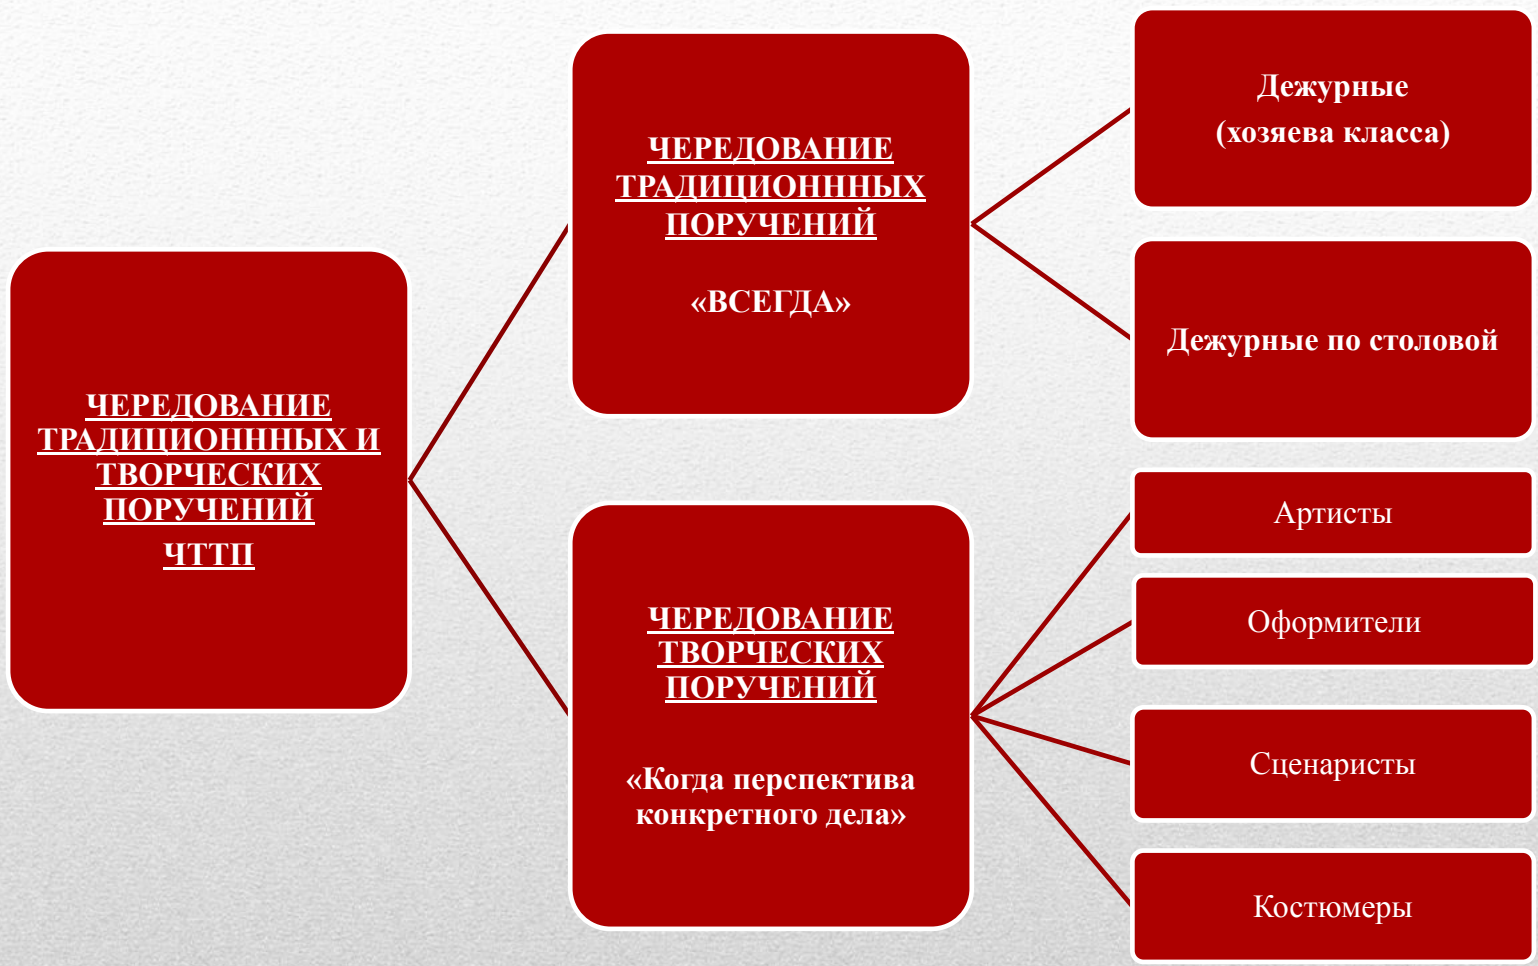 ЧЕРЕДОВАНИЕ
ТРАДИЦИОНННЫХ И
ТВОРЧЕСКИХ
ПОРУЧЕНИЙ
ЧТТП
ЧЕРЕДОВАНИЕ
ТРАДИЦИОНННЫХ
ПОРУЧЕНИЙ
«ВСЕГДА»
Дежурные
(хозяева класса)
Дежурные по столовой
ЧЕРЕДОВАНИЕ
ТВОРЧЕСКИХ
ПОРУЧЕНИЙ
«Когда перспектива
конкретного дела»
Артисты
Оформители
Сценаристы
Костюмеры